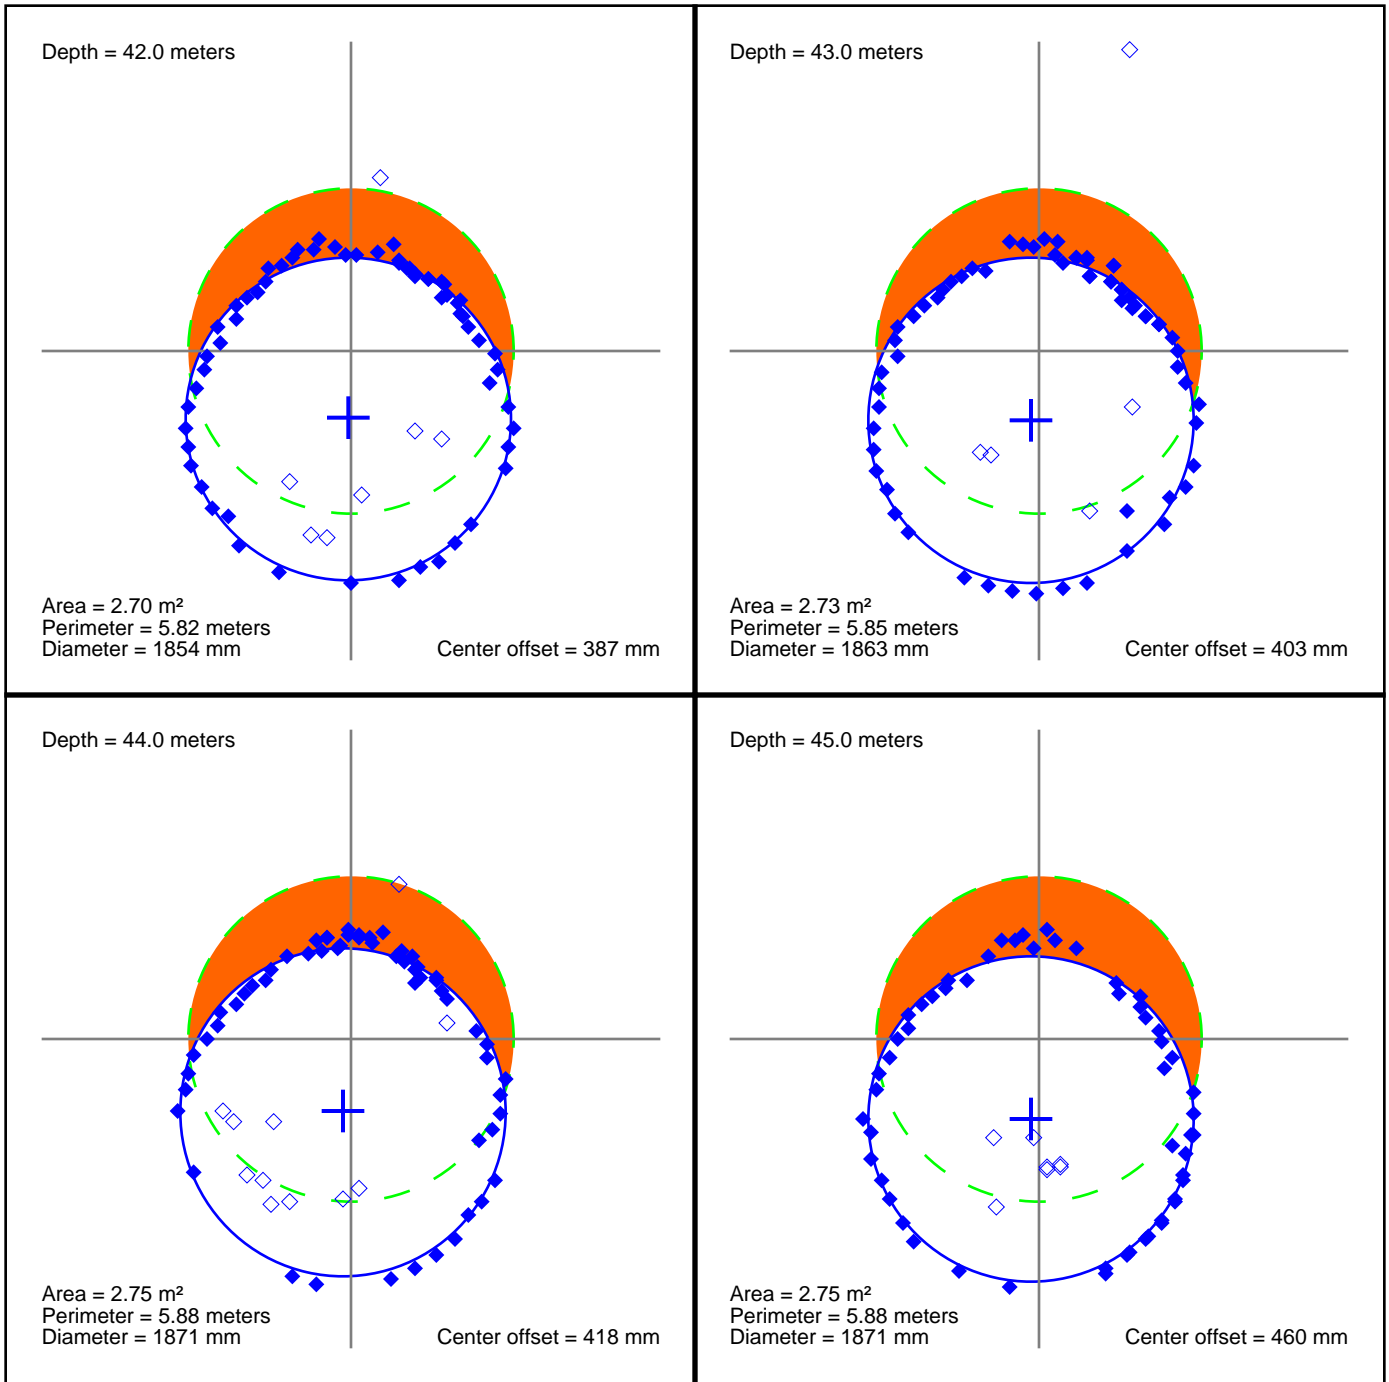 Depth = 42.0 meters
Area = 2.70 m²
Perimeter = 5.82 meters
Diameter = 1854 mm
Center offset = 387 mm
Depth = 43.0 meters
Area = 2.73 m²
Perimeter = 5.85 meters
Diameter = 1863 mm
Center offset = 403 mm
Depth = 44.0 meters
Area = 2.75 m²
Perimeter = 5.88 meters
Diameter = 1871 mm
Center offset = 418 mm
Depth = 45.0 meters
Area = 2.75 m²
Perimeter = 5.88 meters
Diameter = 1871 mm
Center offset = 460 mm